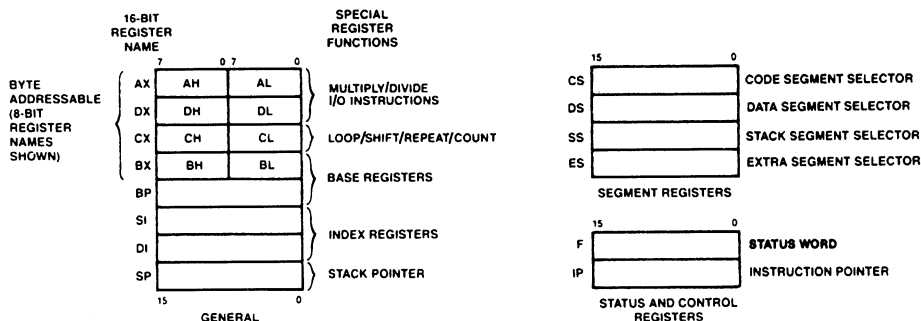 16-BIT
REGISTER
NAME
SPECIAL
REGISTER
FUNCTIONS
7 0 7 0
BYTE
ADDRESSABLE
(8-BIT
REGISTER
NAMES
SHOWN)
AX AH AL
DX DH DL
MULTIPLY/DIVIDE
I/O INSTRUCTIONS
CX CH CL LOOP/SHIFT/REPEAT/COUNT
BX BH BL
BP
BASE REGISTERS
SI
DI
INDEX REGISTERS
SP STACK POINTER
15 0
GENERAL
15 0
CS CODE SEGMENT SELECTOR
DS DATA SEGMENT SELECTOR
SS STACK SEGMENT SELECTOR
ES EXTRA SEGMENT SELECTOR
SEGMENT REGISTERS
15 0
F STATUS WORD
IP INSTRUCTION POINTER
STATUS AND CONTROL
REGISTERS